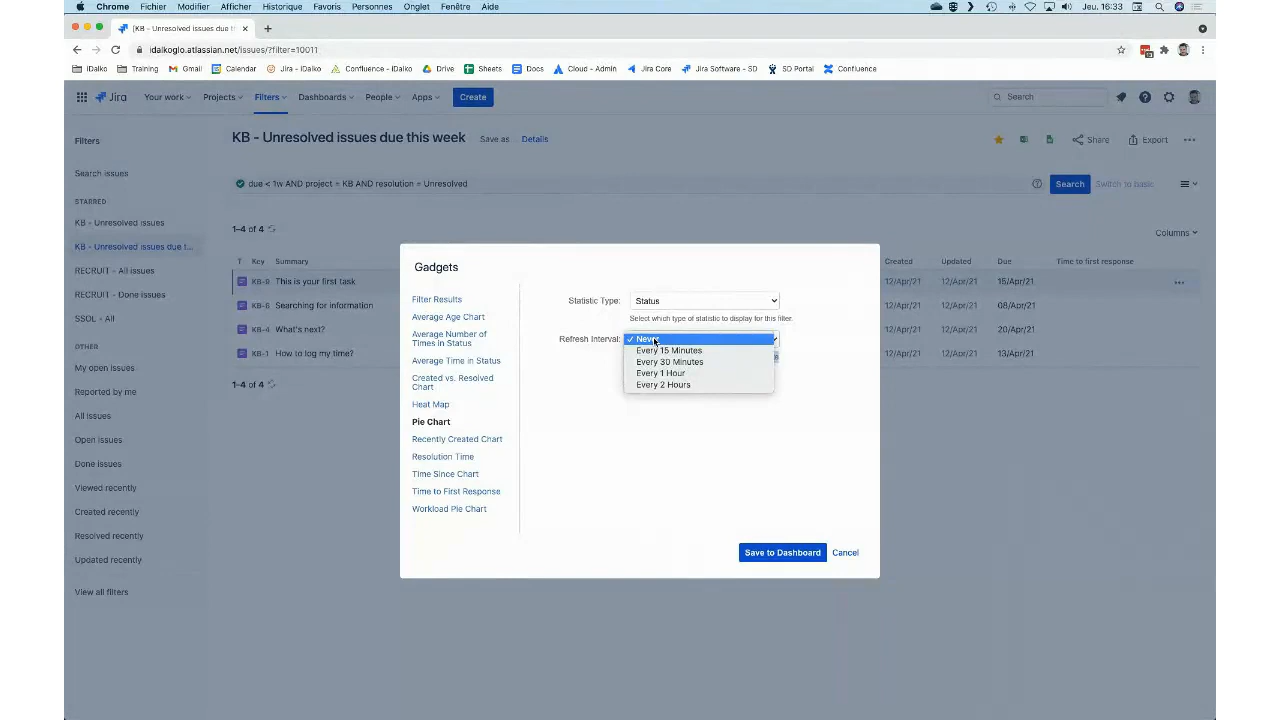 Chrome Fichier Modifier Afficher Historique Favoris Personnes Onglet Fenêtre Aide Jeu. 16:33
[KB - Unresolved issues due t
idalkoglo.atlassian.net/issues/?filter=10011
iDalko Training Gmail Calendar Jira - iDalko Confluence - iDalko Drive Sheets Docs Cloud - Admin Jira Core Jira Software - SD SD Portal Confluence
Jira Your work Projects Filters Dashboards People Apps Create Search
Filters
KB - Unresolved issues due this week Save as Details Share Export
Search issues
due < 1w AND project = KB AND resolution = Unresolved Search Switch to basic
STARRED
KB - Unresolved issues
KB - Unresolved issues due t...
RECRUIT - All issues
RECRUIT - Done issues
SSOL - All
OTHER
My open issues
Reported by me
All issues
Open issues
Done issues
Viewed recently
Created recently
Resolved recently
Updated recently
View all filters
1–4 of 4
Columns
T Key Summary Created Updated Due Time to first response
KB-9 This is your first task 12/Apr/21 12/Apr/21 15/Apr/21
KB-6 Searching for information 12/Apr/21 12/Apr/21 08/Apr/21
KB-4 What's next? 12/Apr/21 12/Apr/21 20/Apr/21
KB-1 How to log my time? 12/Apr/21 12/Apr/21 13/Apr/21
1–4 of 4
Gadgets
Filter Results
Average Age Chart
Average Number of
Times in Status
Average Time in Status
Created vs. Resolved
Chart
Heat Map
Pie Chart
Recently Created Chart
Resolution Time
Time Since Chart
Time to First Response
Workload Pie Chart
Statistic Type: Status
Select which type of statistic to display for this filter.
Refresh Interval: Never
Every 15 Minutes
Every 30 Minutes
Every 1 Hour
Every 2 Hours
Save to Dashboard Cancel